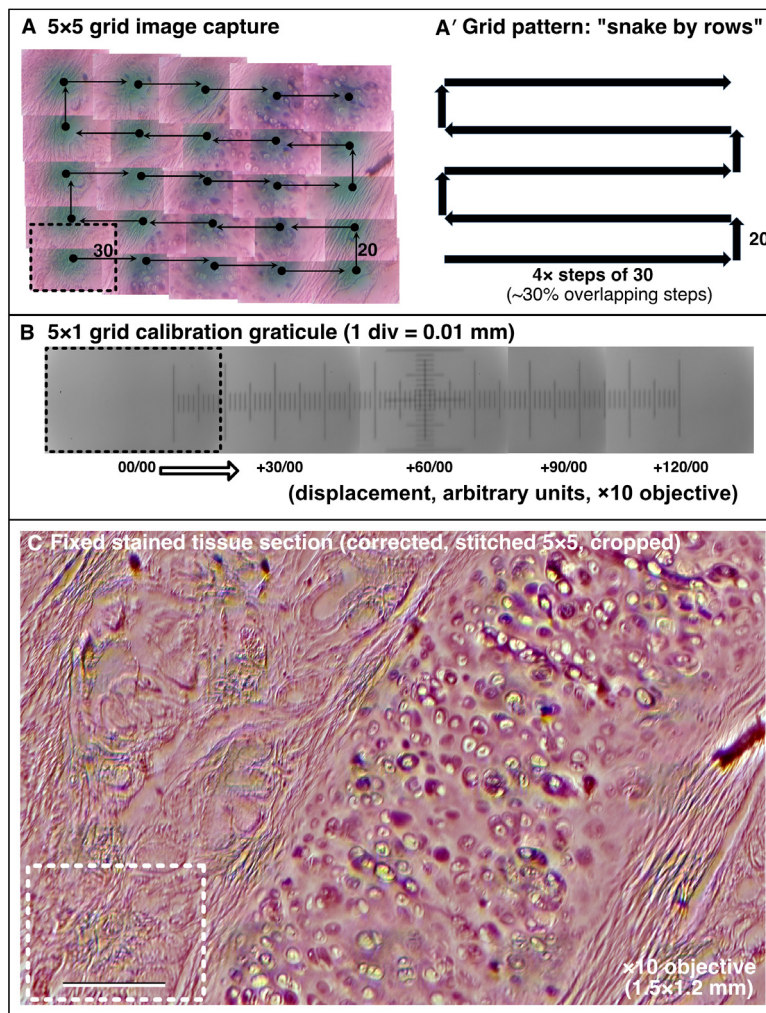 A 5×5 grid image capture
A′ Grid pattern: "snake by rows"
30
20
20
4× steps of 30
(~30% overlapping steps)
B 5×1 grid calibration graticule (1 div = 0.01 mm)
00/00
+30/00
+60/00
+90/00
+120/00
(displacement, arbitrary units, ×10 objective)
C Fixed stained tissue section (corrected, stitched 5×5, cropped)
×10 objective
(1.5×1.2 mm)